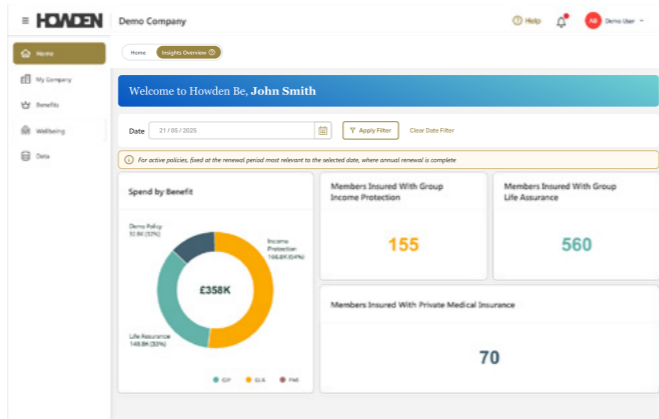 HOWDEN
Demo Company
Help
AB
Demo User
Home
My Company
Benefits
Wellbeing
Data
Home
Insights Overview
Welcome to Howden Be, John Smith
Date
21 / 05 / 2025
Apply Filter
Clear Date Filter
For active policies, fixed at the renewal period most relevant to the selected date, where annual renewal is complete
Spend by Benefit
Demo Policy
Income
Protection
£358K
Life Assurance
GIP
GLA
PMI
Members Insured With Group
Income Protection
155
Members Insured With Group
Life Assurance
560
Members Insured With Private Medical Insurance
70